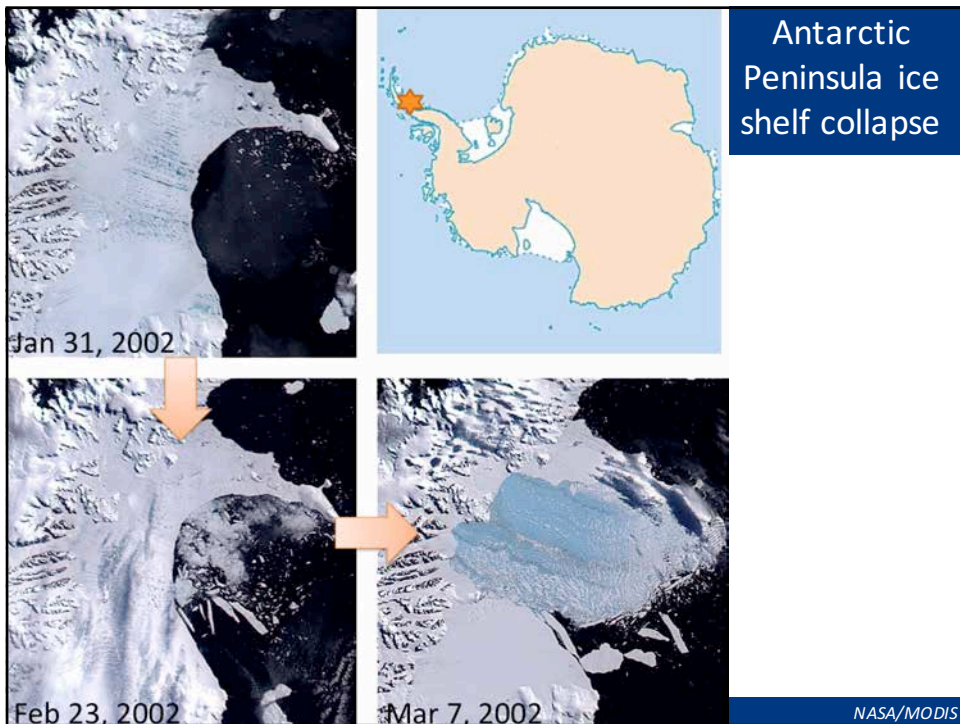 Antarctic
Peninsula ice
shelf collapse
Jan 31, 2002
Feb 23, 2002
Mar 7, 2002
NASA/MODIS